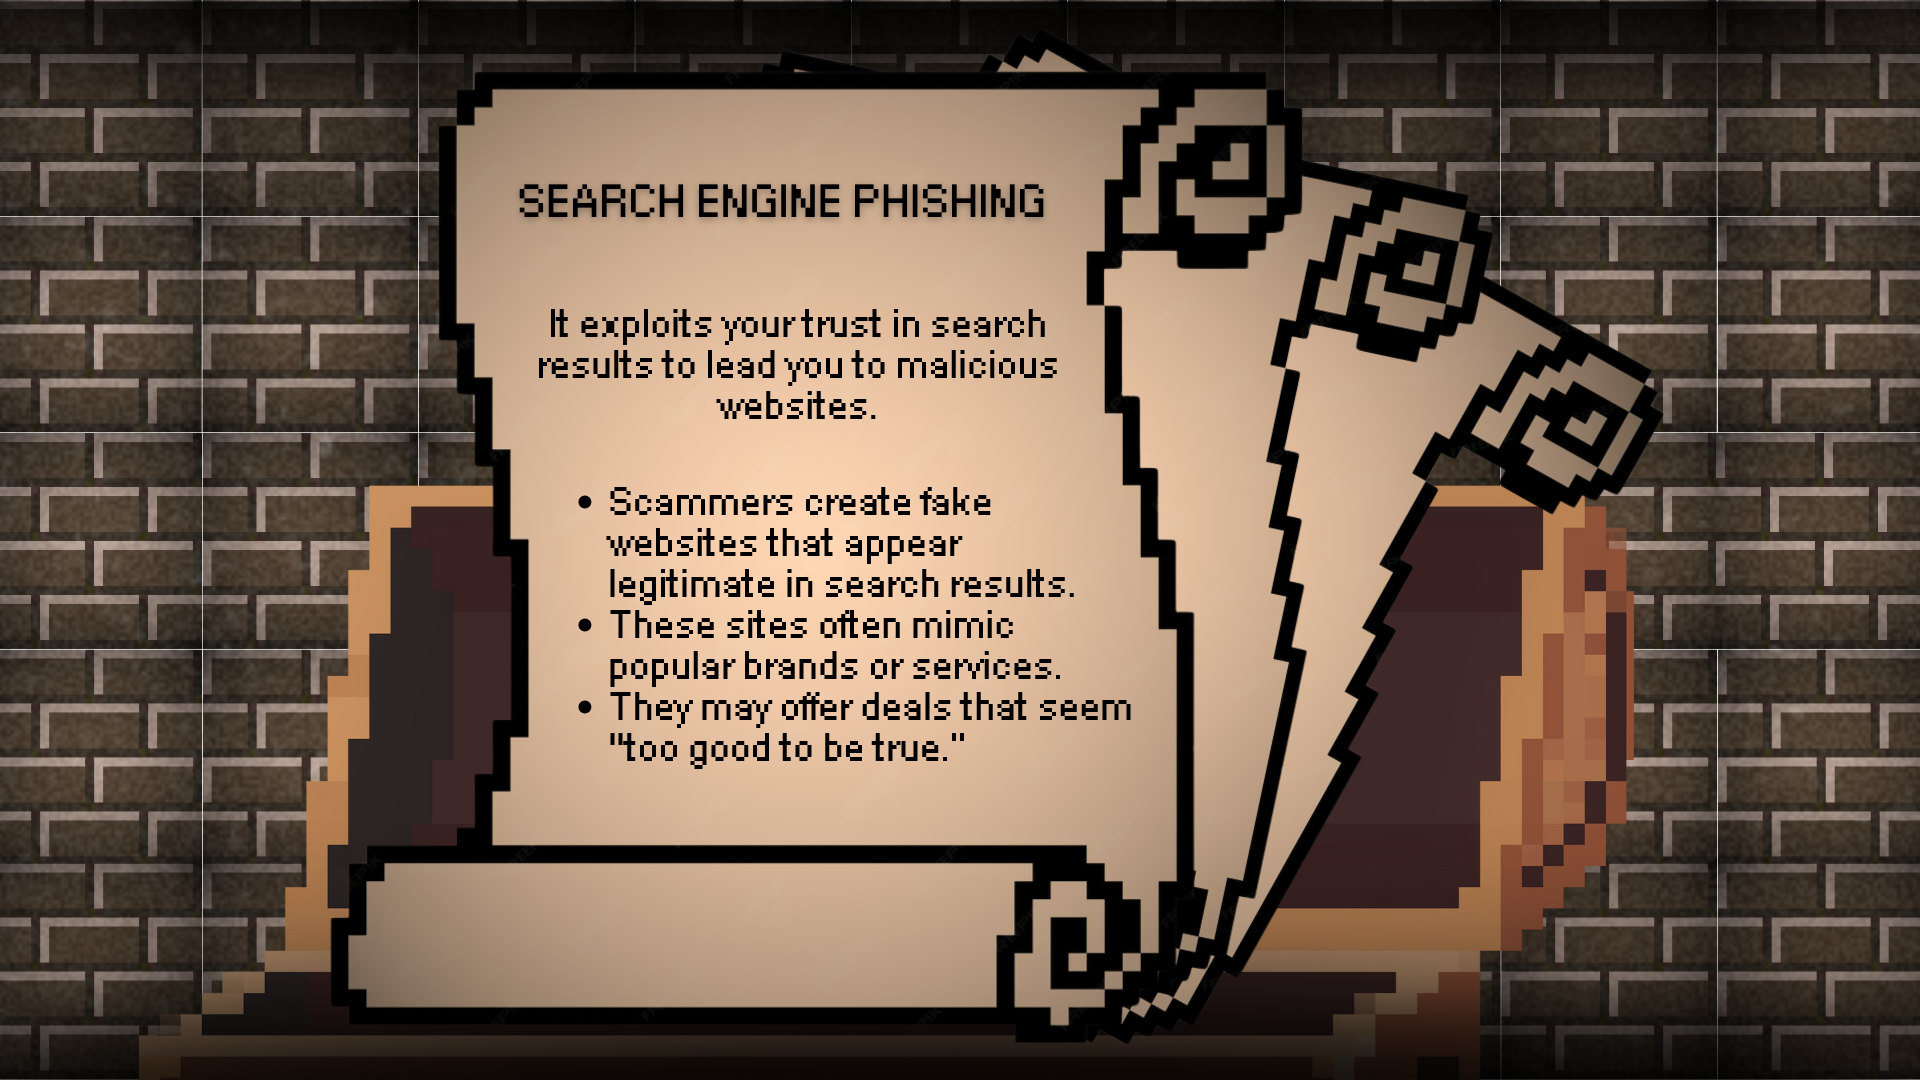 SEARCH ENGINE PHISHING
It exploits your trust in search
results to lead you to malicious
websites.
• Scammers create fake
websites that appear
legitimate in search results.
• These sites often mimic
popular brands or services.
• They may offer deals that seem
"too good to be true."